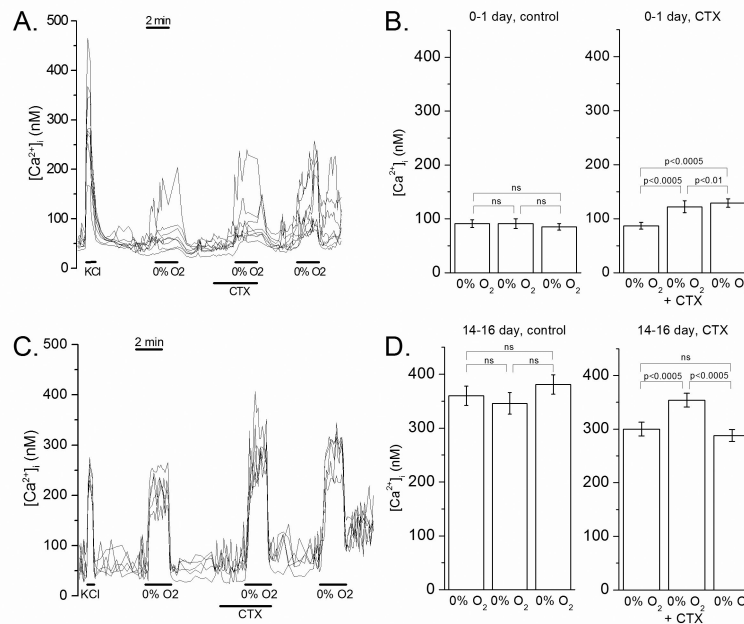 A.
2 min
[Ca²⁺]ᵢ (nM)
500
400
300
200
100
50
0
KCl
0% O2
0% O2
0% O2
CTX
B.
0-1 day, control
[Ca²⁺]ᵢ (nM)
400
300
200
100
0
ns
ns
ns
0% O₂ 0% O₂ 0% O₂
0-1 day, CTX
400
300
200
100
0
p<0.0005
p<0.0005
p<0.01
0% O₂ 0% O₂ 0% O
+ CTX
C.
2 min
[Ca²⁺]ᵢ (nM)
500
400
300
200
100
0
KCl
0% O2
0% O2
0% O2
CTX
D.
14-16 day, control
[Ca²⁺]ᵢ (nM)
400
300
200
100
0
ns
ns
ns
0% O₂ 0% O₂ 0% O₂
14-16 day, CTX
400
300
200
100
0
ns
p<0.0005
p<0.0005
0% O₂ 0% O₂ 0% O
+ CTX